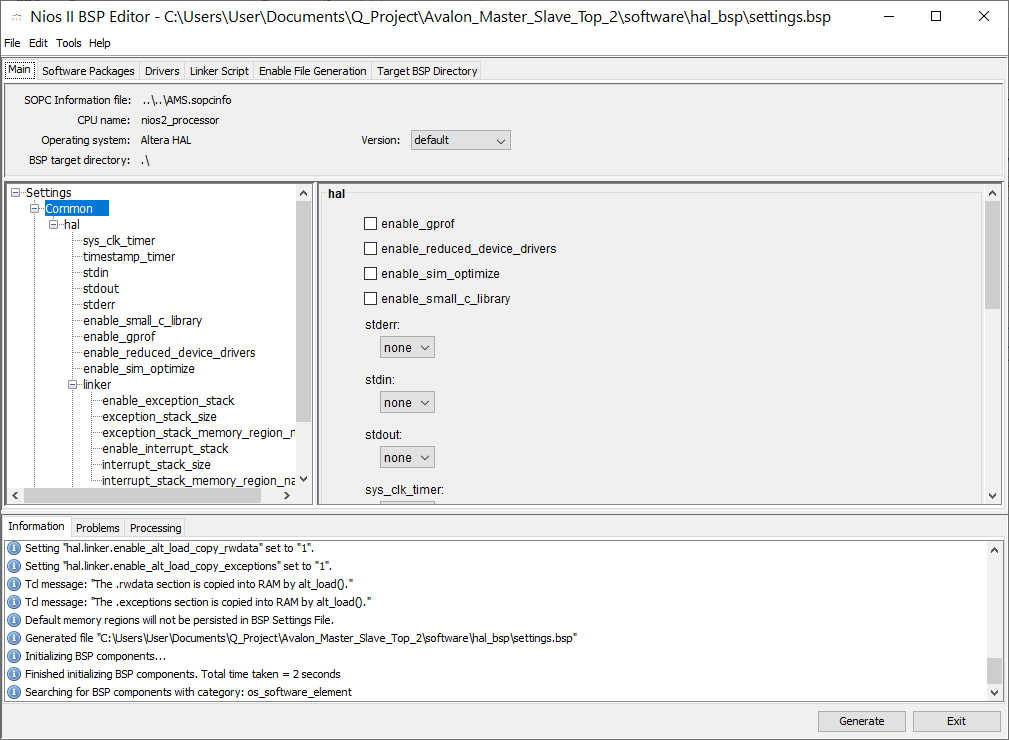 Nios II BSP Editor - C:\Users\User\Documents\Q_Project\Avalon_Master_Slave_Top_2\software\hal_bsp\settings.bsp
File Edit Tools Help
Main Software Packages Drivers Linker Script Enable File Generation Target BSP Directory
SOPC Information file: ..\..\AMS.sopcinfo
CPU name: nios2_processor
Operating system: Altera HAL Version: default
BSP target directory: .\
Settings
Common
hal
sys_clk_timer
timestamp_timer
stdin
stdout
stderr
enable_small_c_library
enable_gprof
enable_reduced_device_drivers
enable_sim_optimize
linker
enable_exception_stack
exception_stack_size
exception_stack_memory_region_n
enable_interrupt_stack
interrupt_stack_size
interrupt_stack_memory_region_na
hal
enable_gprof
enable_reduced_device_drivers
enable_sim_optimize
enable_small_c_library
stderr:
none
stdin:
none
stdout:
none
sys_clk_timer:
Information Problems Processing
Setting "hal.linker.enable_alt_load_copy_rwdata" set to "1".
Setting "hal.linker.enable_alt_load_copy_exceptions" set to "1".
Tcl message: "The .rwdata section is copied into RAM by alt_load()."
Tcl message: "The .exceptions section is copied into RAM by alt_load()."
Default memory regions will not be persisted in BSP Settings File.
Generated file "C:\Users\User\Documents\Q_Project\Avalon_Master_Slave_Top_2\software\hal_bsp\settings.bsp"
Initializing BSP components...
Finished initializing BSP components. Total time taken = 2 seconds
Searching for BSP components with category: os_software_element
Generate Exit